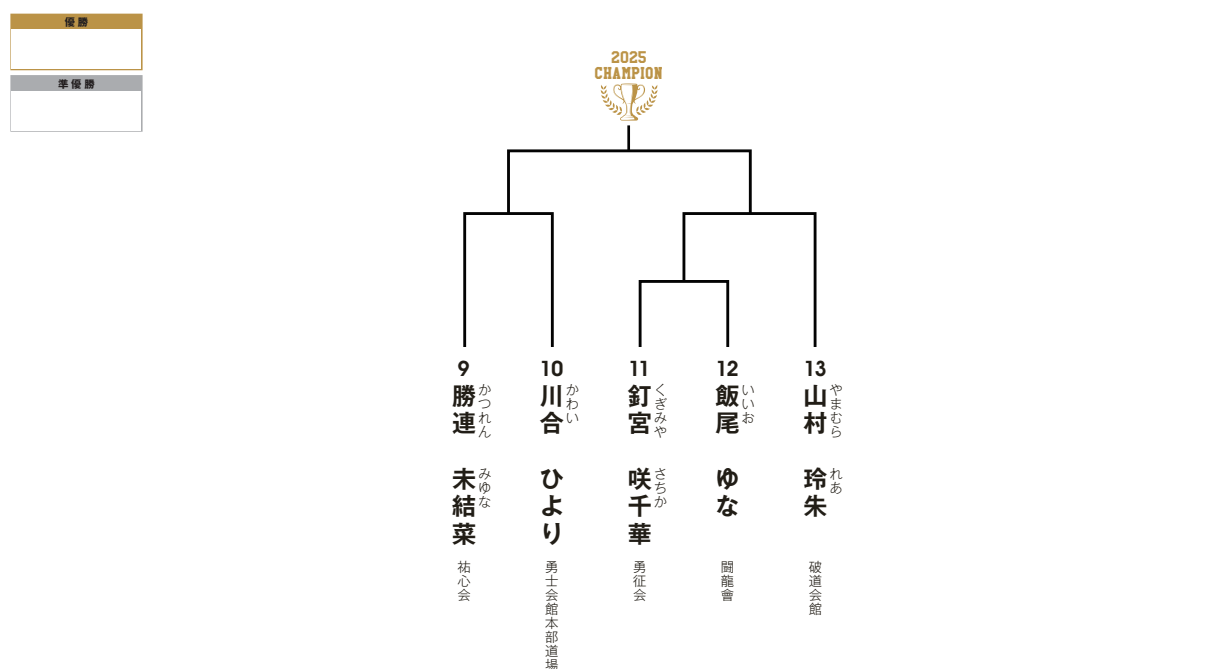 優勝
準優勝
2025
CHAMPION
9
勝連 未結菜
かつれん みゆな
祐心会
10
川合 ひより
かわい
勇士会館本部道場
11
釘宮 咲千華
くぎみや さちか
勇征会
12
飯尾 ゆな
いいお
闘龍會
13
山村 玲朱
やまむら れあ
破道会館